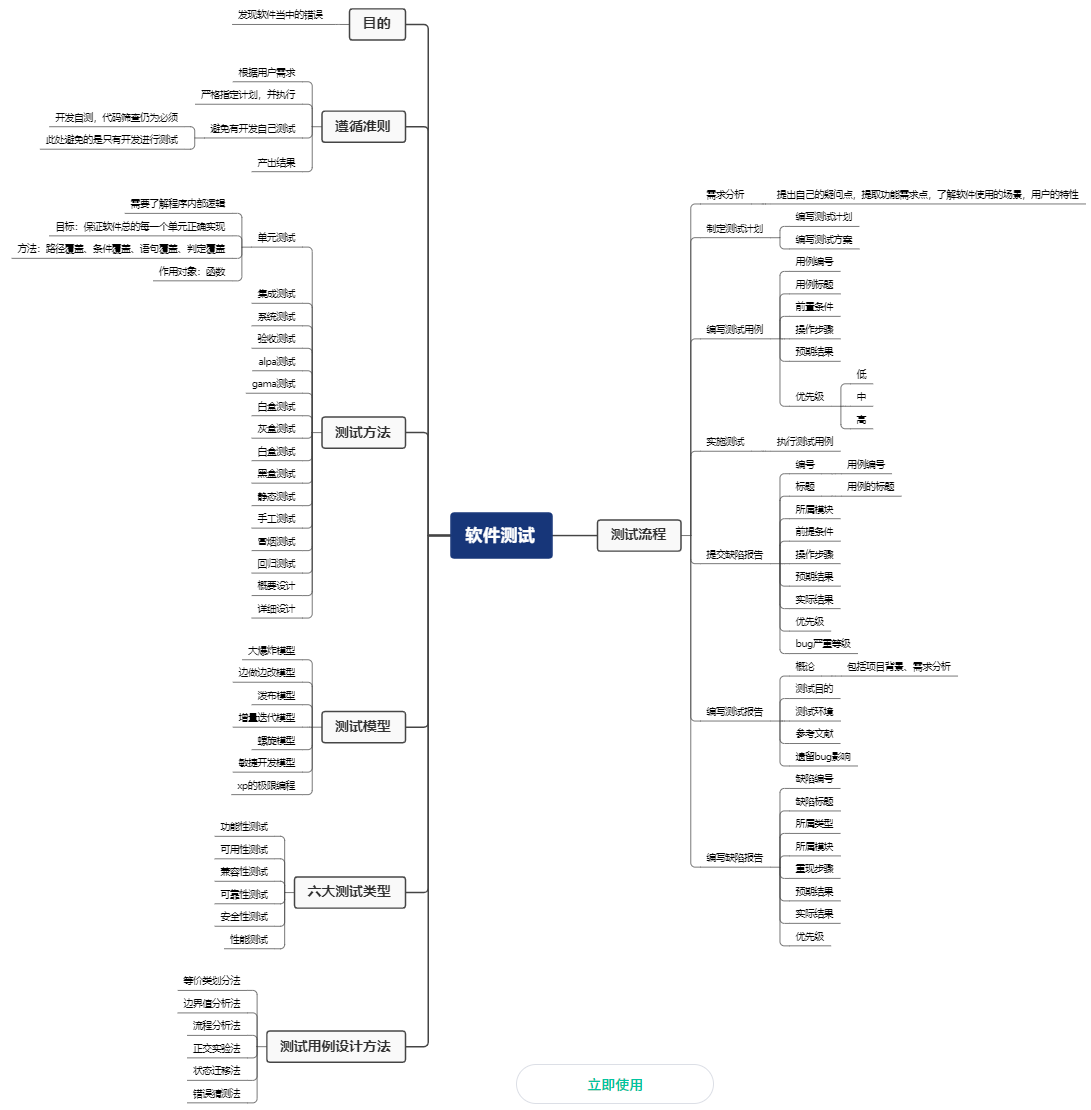 软件测试
目的
发现软件当中的错误
遵循准则
根据用户需求
严格指定计划，并执行
避免有开发自己测试
开发自测，代码筛查仍为必须
此处避免的是只有开发进行测试
产出结果
测试方法
单元测试
需要了解程序内部逻辑
目标：保证软件总的每一个单元正确实现
方法：路径覆盖、条件覆盖、语句覆盖、判定覆盖
作用对象：函数
集成测试
系统测试
验收测试
alpa测试
gama测试
白盒测试
灰盒测试
白盒测试
黑盒测试
静态测试
手工测试
冒烟测试
回归测试
概要设计
详细设计
测试模型
大爆炸模型
边做边改模型
泼布模型
增量迭代模型
螺旋模型
敏捷开发模型
xp的极限编程
六大测试类型
功能性测试
可用性测试
兼容性测试
可靠性测试
安全性测试
性能测试
测试用例设计方法
等价类划分法
边界值分析法
流程分析法
正交实验法
状态迁移法
错误猜测法
测试流程
需求分析
提出自己的疑问点，提取功能需求点，了解软件使用的场景，用户的特性
制定测试计划
编写测试计划
编写测试方案
编写测试用例
用例编号
用例标题
前置条件
操作步骤
预期结果
优先级
低
中
高
实施测试
执行测试用例
提交缺陷报告
编号
用例编号
标题
用例的标题
所属模块
前提条件
操作步骤
预期结果
实际结果
优先级
bug严重等级
编写测试报告
概论
包括项目背景、需求分析
测试目的
测试环境
参考文献
遗留bug影响
编写缺陷报告
缺陷编号
缺陷标题
所属类型
所属模块
重现步骤
预期结果
实际结果
优先级
立即使用